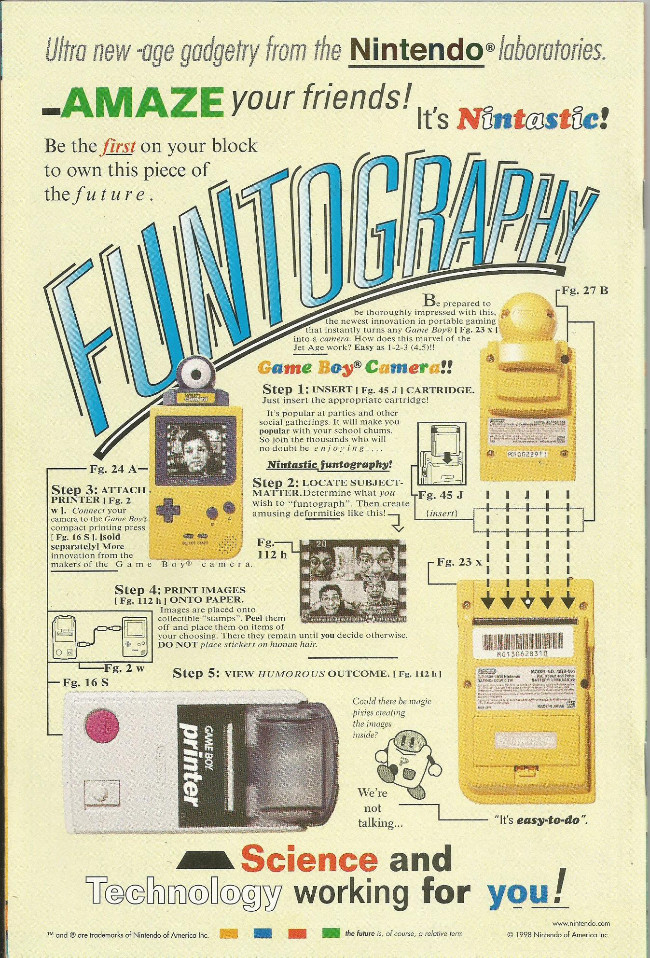 Ultra new -age gadgetry from the Nintendo® laboratories.
AMAZE your friends!
It's Nintastic!
Be the first on your block
to own this piece of
the future.
FUNTOGRAPHY
Be prepared to
be thoroughly impressed with this,
the newest innovation in portable gaming
that instantly turns any Game Boy® [ Fg. 23 x ]
into a camera. How does this marvel of the
Jet Age work? Easy as 1-2-3 (4,5)!!
Fg. 27 B
Game Boy® Camera!!
Step 1: INSERT [ Fg. 45 J ] CARTRIDGE.
Just insert the appropriate cartridge!
It's popular at parties and other
social gatherings. It will make you
popular with your school chums.
So join the thousands who will
no doubt be enjoying ....
Nintastic funtography!
Fg. 24 A
Step 2: LOCATE SUBJECT-
MATTER. Determine what you
wish to "funtograph". Then create
amusing deformities like this!
Fg. 45 J
(insert)
Step 3: ATTACH
PRINTER [ Fg. 2
w ]. Connect your
camera to the Game Boy®
compact printing press
[ Fg. 16 S ]. [sold
separately] More
innovation from the
makers of the Game Boy® camera.
Fg.
112 h
Fg. 23 x
Step 4: PRINT IMAGES
[ Fg. 112 h ] ONTO PAPER.
Images are placed onto
collectible "stamps". Peel them
off and place them on items of
your choosing. There they remain until you decide otherwise.
DO NOT place stickers on human hair.
Fg. 2 w
Fg. 16 S
Step 5: VIEW HUMOROUS OUTCOME. [ Fg. 112 h ]
Could there be magic
pixies creating
the images
inside?
GAME BOY
printer
We're
not
talking...
"It's easy-to-do".
Science and
Technology working for you!
www.nintendo.com
™ and ® are trademarks of Nintendo of America Inc.
the future is, of course, a relative term
© 1998 Nintendo of America Inc.